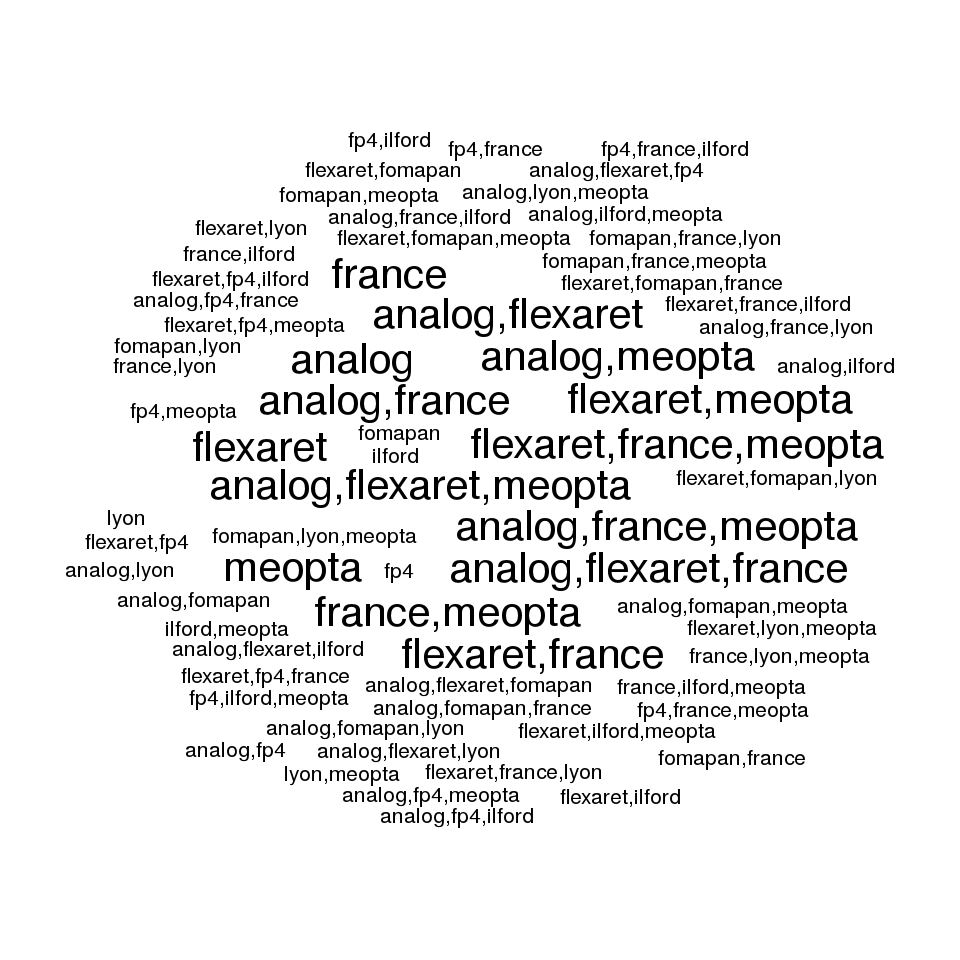 fp4,ilford
fp4,france
fp4,france,ilford
flexaret,fomapan
analog,flexaret,fp4
fomapan,meopta
analog,lyon,meopta
analog,france,ilford
analog,ilford,meopta
flexaret,lyon
flexaret,fomapan,meopta
fomapan,france,lyon
france,ilford
fomapan,france,meopta
flexaret,fp4,ilford
france
flexaret,fomapan,france
analog,fp4,france
analog,flexaret
flexaret,france,ilford
flexaret,fp4,meopta
analog,france,lyon
fomapan,lyon
analog
analog,meopta
france,lyon
analog,ilford
analog,france
flexaret,meopta
fp4,meopta
fomapan
flexaret
flexaret,france,meopta
ilford
analog,flexaret,meopta
flexaret,fomapan,lyon
lyon
analog,france,meopta
fomapan,lyon,meopta
flexaret,fp4
analog,lyon
meopta
fp4
analog,flexaret,france
analog,fomapan
france,meopta
analog,fomapan,meopta
ilford,meopta
flexaret,lyon,meopta
analog,flexaret,ilford
flexaret,france
france,lyon,meopta
flexaret,fp4,france
analog,flexaret,fomapan
france,ilford,meopta
fp4,ilford,meopta
analog,fomapan,france
fp4,france,meopta
analog,fomapan,lyon
flexaret,ilford,meopta
analog,fp4
analog,flexaret,lyon
fomapan,france
lyon,meopta
flexaret,france,lyon
analog,fp4,meopta
flexaret,ilford
analog,fp4,ilford